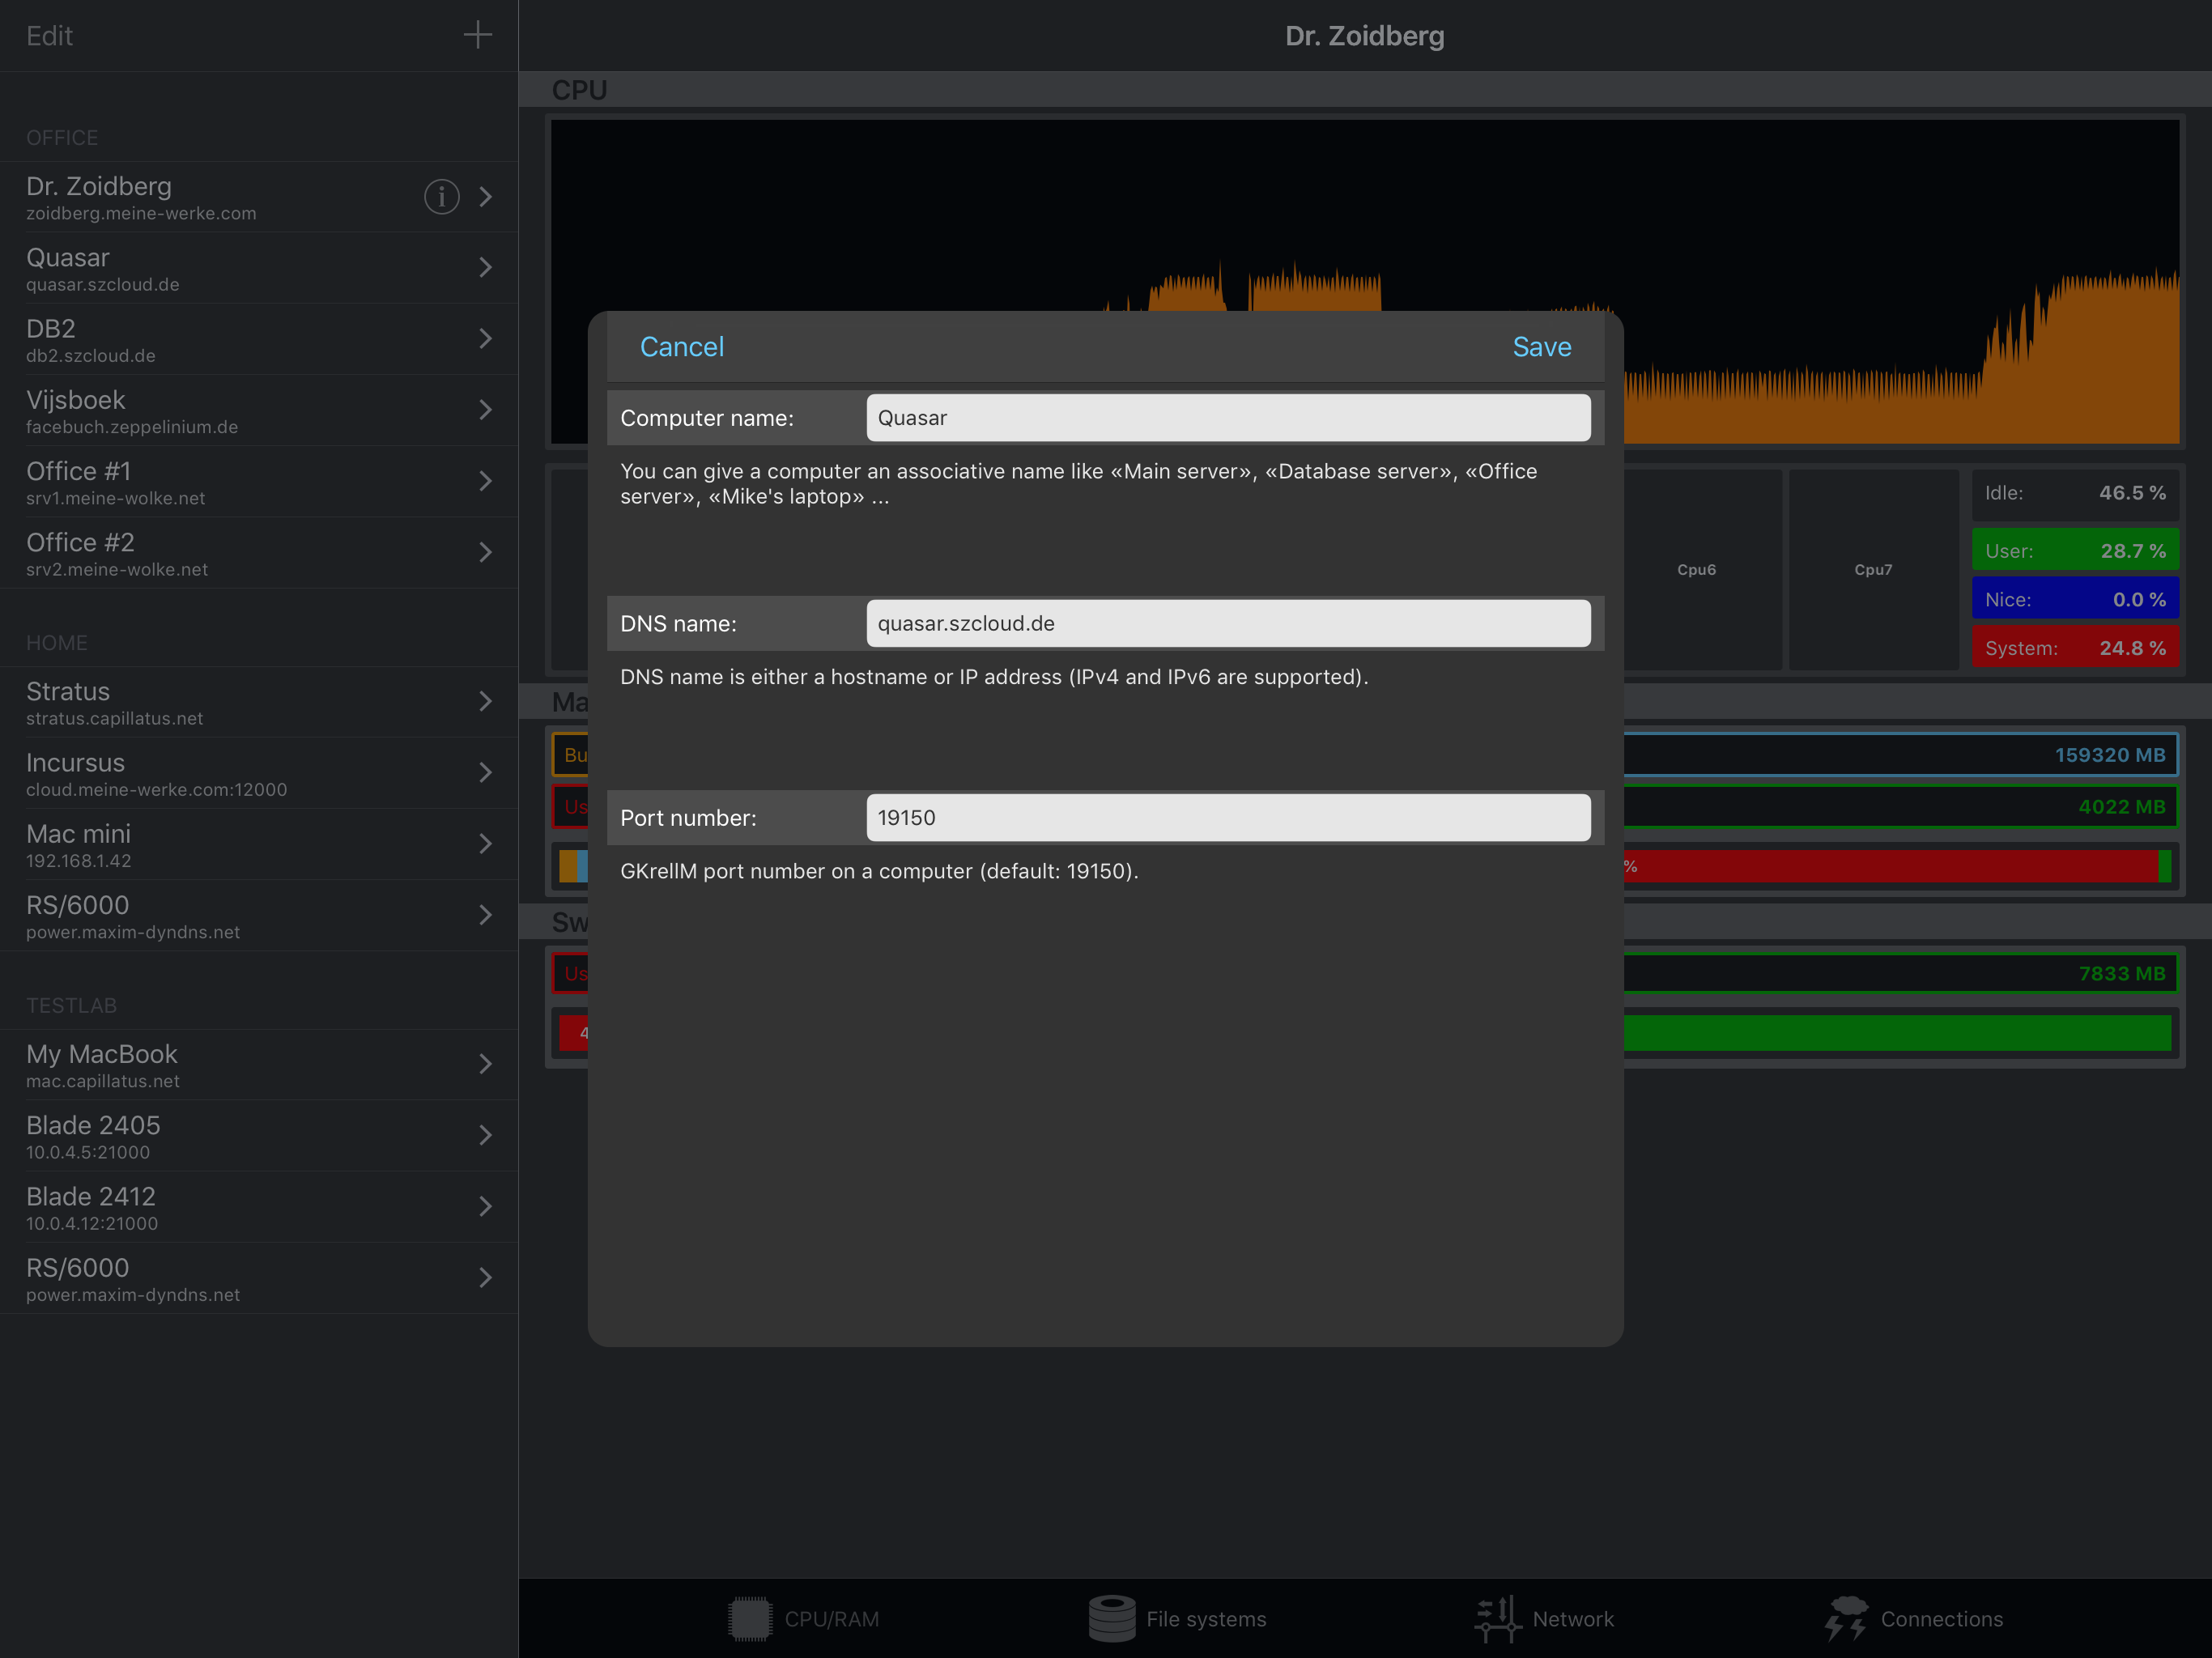 Edit
Dr. Zoidberg
OFFICE
Dr. Zoidberg
zoidberg.meine-werke.com
Quasar
quasar.szcloud.de
DB2
db2.szcloud.de
Vijsboek
facebuch.zeppelinium.de
Office #1
srv1.meine-wolke.net
Office #2
srv2.meine-wolke.net
HOME
Stratus
stratus.capillatus.net
Incursus
cloud.meine-werke.com:12000
Mac mini
192.168.1.42
RS/6000
power.maxim-dyndns.net
TESTLAB
My MacBook
mac.capillatus.net
Blade 2405
10.0.4.5:21000
Blade 2412
10.0.4.12:21000
RS/6000
power.maxim-dyndns.net
CPU
Cancel
Save
Computer name:
Quasar
You can give a computer an associative name like «Main server», «Database server», «Office
server», «Mike's laptop» ...
DNS name:
quasar.szcloud.de
DNS name is either a hostname or IP address (IPv4 and IPv6 are supported).
Port number:
19150
GKrellM port number on a computer (default: 19150).
Cpu6
Cpu7
Idle: 46.5 %
User: 28.7 %
Nice: 0.0 %
System: 24.8 %
Ma
Bu
159320 MB
Us
4022 MB
%
Sw
Us
7833 MB
4
CPU/RAM
File systems
Network
Connections